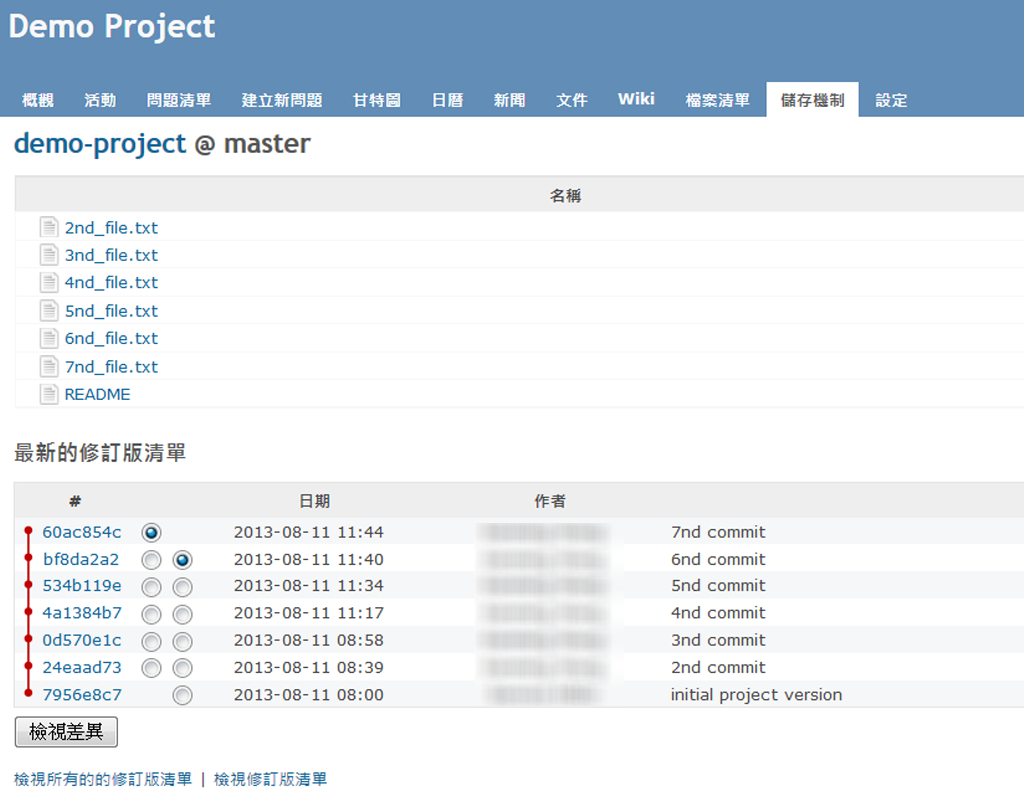 Demo Project
概觀 活動 問題清單 建立新問題 甘特圖 日曆 新聞 文件 Wiki 檔案清單 儲存機制 設定
demo-project @ master
名稱
2nd_file.txt
3nd_file.txt
4nd_file.txt
5nd_file.txt
6nd_file.txt
7nd_file.txt
README
最新的修訂版清單
# 日期 作者
60ac854c 2013-08-11 11:44 7nd commit
bf8da2a2 2013-08-11 11:40 6nd commit
534b119e 2013-08-11 11:34 5nd commit
4a1384b7 2013-08-11 11:17 4nd commit
0d570e1c 2013-08-11 08:58 3nd commit
24eaad73 2013-08-11 08:39 2nd commit
7956e8c7 2013-08-11 08:00 initial project version
檢視差異
檢視所有的的修訂版清單 | 檢視修訂版清單